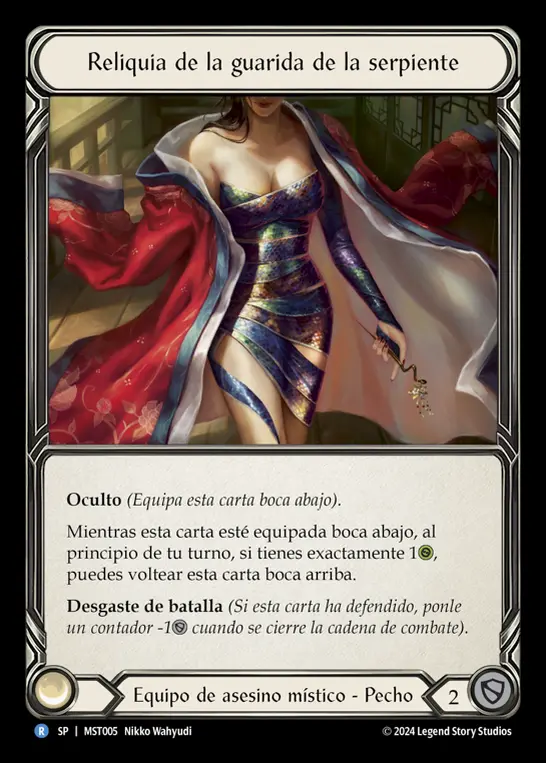 Reliquia de la guarida de la serpiente
Oculto (Equipa esta carta boca abajo).
Mientras esta carta esté equipada boca abajo, al
principio de tu turno, si tienes exactamente 1,
puedes voltear esta carta boca arriba.
Desgaste de batalla (Si esta carta ha defendido, ponle
un contador -1 cuando se cierre la cadena de combate).
Equipo de asesino místico - Pecho
2
R SP | MST005 Nikko Wahyudi
© 2024 Legend Story Studios